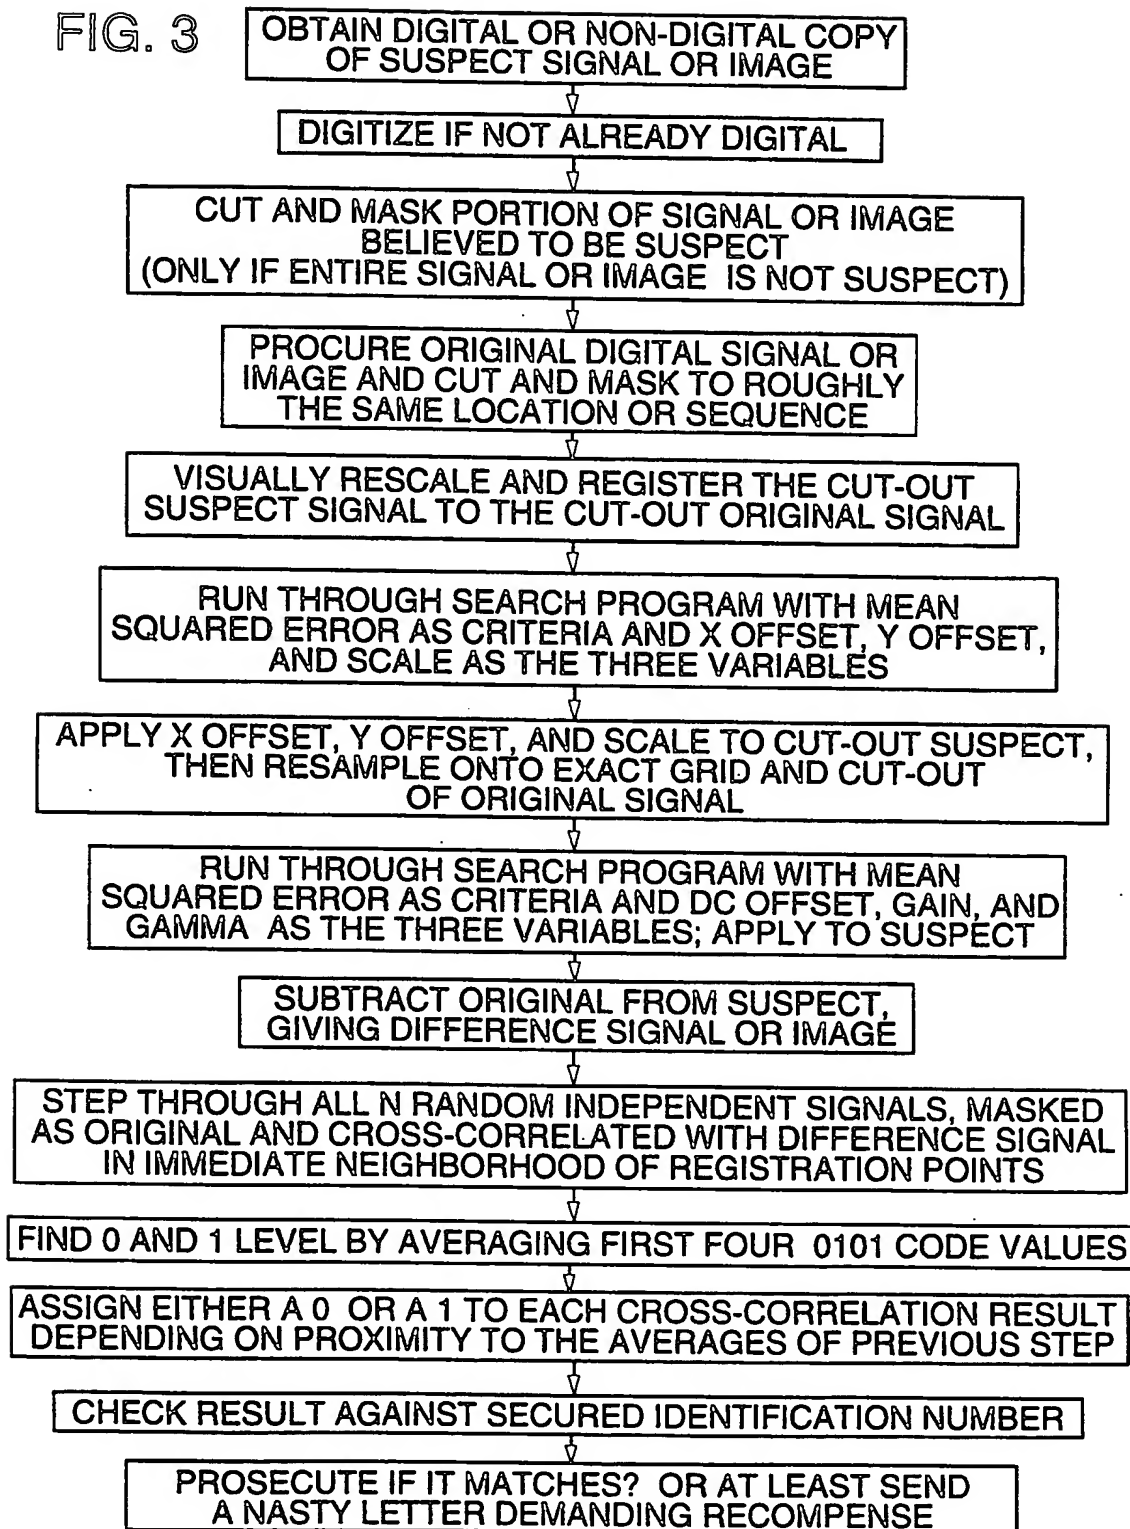 FIG. 3
OBTAIN DIGITAL OR NON-DIGITAL COPY
OF SUSPECT SIGNAL OR IMAGE
DIGITIZE IF NOT ALREADY DIGITAL
CUT AND MASK PORTION OF SIGNAL OR IMAGE
BELIEVED TO BE SUSPECT
(ONLY IF ENTIRE SIGNAL OR IMAGE IS NOT SUSPECT)
PROCURE ORIGINAL DIGITAL SIGNAL OR
IMAGE AND CUT AND MASK TO ROUGHLY
THE SAME LOCATION OR SEQUENCE
VISUALLY RESCALE AND REGISTER THE CUT-OUT
SUSPECT SIGNAL TO THE CUT-OUT ORIGINAL SIGNAL
RUN THROUGH SEARCH PROGRAM WITH MEAN
SQUARED ERROR AS CRITERIA AND X OFFSET, Y OFFSET,
AND SCALE AS THE THREE VARIABLES
APPLY X OFFSET, Y OFFSET, AND SCALE TO CUT-OUT SUSPECT,
THEN RESAMPLE ONTO EXACT GRID AND CUT-OUT
OF ORIGINAL SIGNAL
RUN THROUGH SEARCH PROGRAM WITH MEAN
SQUARED ERROR AS CRITERIA AND DC OFFSET, GAIN, AND
GAMMA AS THE THREE VARIABLES; APPLY TO SUSPECT
SUBTRACT ORIGINAL FROM SUSPECT,
GIVING DIFFERENCE SIGNAL OR IMAGE
STEP THROUGH ALL N RANDOM INDEPENDENT SIGNALS, MASKED
AS ORIGINAL AND CROSS-CORRELATED WITH DIFFERENCE SIGNAL
IN IMMEDIATE NEIGHBORHOOD OF REGISTRATION POINTS
FIND 0 AND 1 LEVEL BY AVERAGING FIRST FOUR 0101 CODE VALUES
ASSIGN EITHER A 0 OR A 1 TO EACH CROSS-CORRELATION RESULT
DEPENDING ON PROXIMITY TO THE AVERAGES OF PREVIOUS STEP
CHECK RESULT AGAINST SECURED IDENTIFICATION NUMBER
PROSECUTE IF IT MATCHES? OR AT LEAST SEND
A NASTY LETTER DEMANDING RECOMPENSE